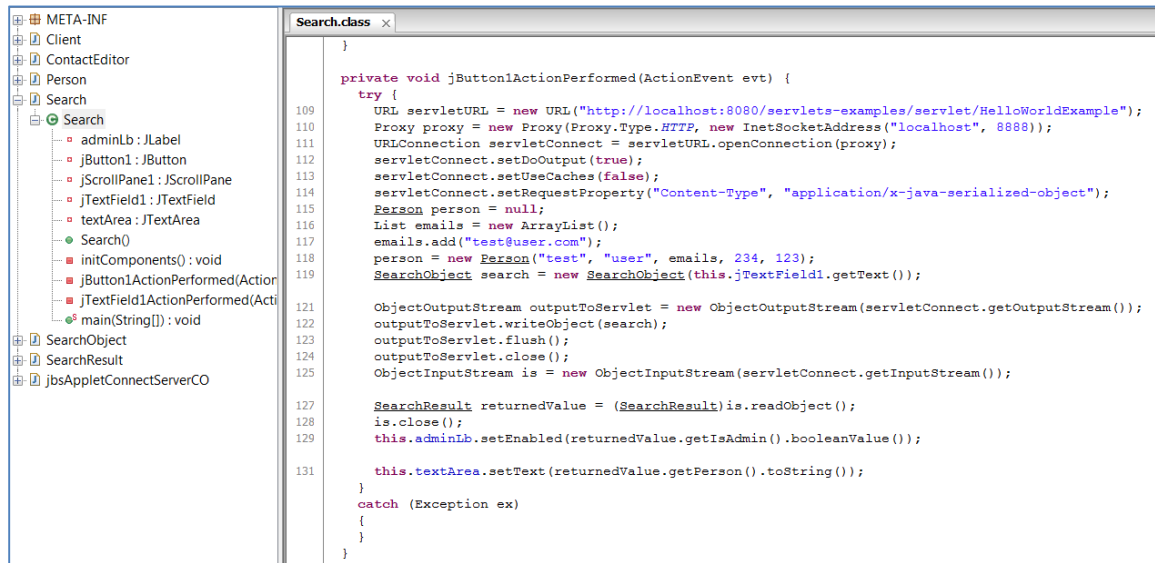 META-INF
Client
ContactEditor
Person
Search
Search
adminLb : JLabel
jButton1 : JButton
jScrollPane1 : JScrollPane
jTextField1 : JTextField
textArea : JTextArea
Search()
initComponents() : void
jButton1ActionPerformed(Action
jTextField1ActionPerformed(Acti
main(String[]) : void
SearchObject
SearchResult
jbsAppletConnectServerCO
Search.class
}
private void jButton1ActionPerformed(ActionEvent evt) {
try {
109 URL servletURL = new URL("http://localhost:8080/servlets-examples/servlet/HelloWorldExample");
110 Proxy proxy = new Proxy(Proxy.Type.HTTP, new InetSocketAddress("localhost", 8888));
111 URLConnection servletConnect = servletURL.openConnection(proxy);
112 servletConnect.setDoOutput(true);
113 servletConnect.setUseCaches(false);
114 servletConnect.setRequestProperty("Content-Type", "application/x-java-serialized-object");
115 Person person = null;
116 List emails = new ArrayList();
117 emails.add("test@user.com");
118 person = new Person("test", "user", emails, 234, 123);
119 SearchObject search = new SearchObject(this.jTextField1.getText());
121 ObjectOutputStream outputToServlet = new ObjectOutputStream(servletConnect.getOutputStream());
122 outputToServlet.writeObject(search);
123 outputToServlet.flush();
124 outputToServlet.close();
125 ObjectInputStream is = new ObjectInputStream(servletConnect.getInputStream());
127 SearchResult returnedValue = (SearchResult)is.readObject();
128 is.close();
129 this.adminLb.setEnabled(returnedValue.getIsAdmin().booleanValue());
131 this.textArea.setText(returnedValue.getPerson().toString());
}
catch (Exception ex)
{
}
}